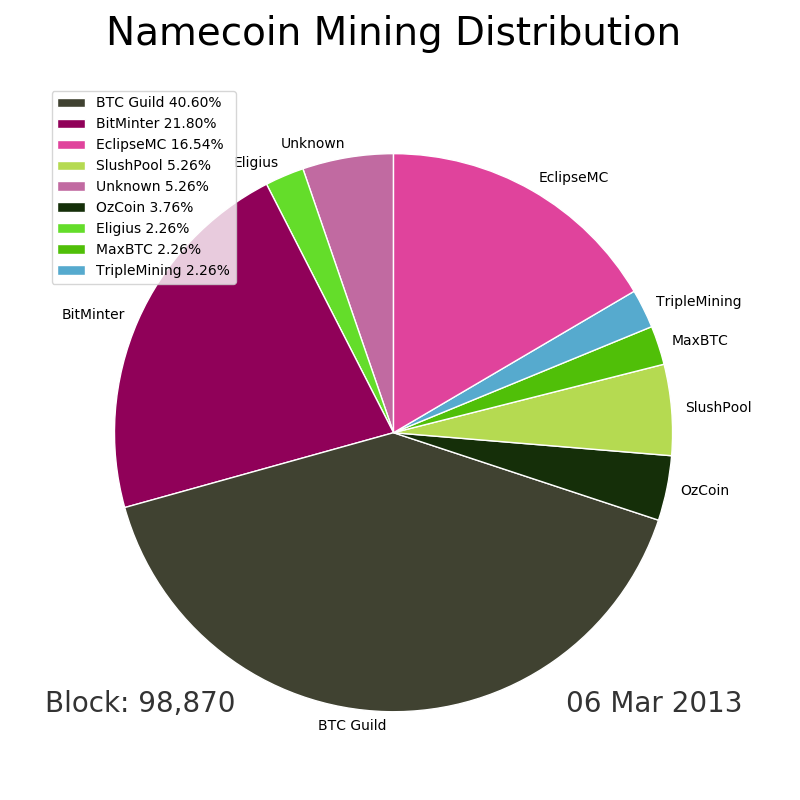 Namecoin Mining Distribution
BTC Guild 40.60%
BitMinter 21.80%
EclipseMC 16.54%
SlushPool 5.26%
Unknown 5.26%
OzCoin 3.76%
Eligius 2.26%
MaxBTC 2.26%
TripleMining 2.26%
Unknown
Eligius
EclipseMC
TripleMining
BitMinter
MaxBTC
SlushPool
OzCoin
Block: 98,870
06 Mar 2013
BTC Guild